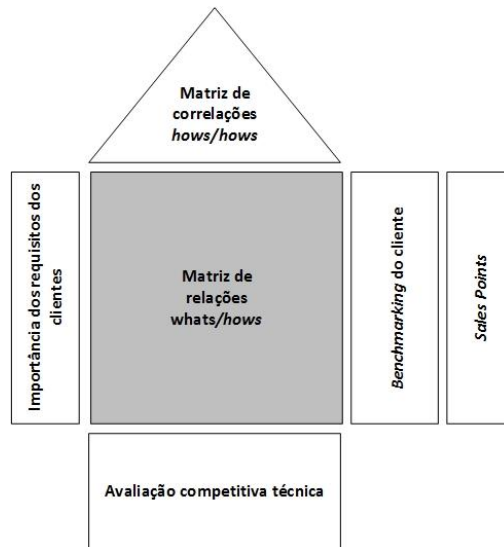 Matriz de
correlações
hows/hows
Importância dos requisitos dos
clientes
Matriz de
relações
whats/hows
Benchmarking do cliente
Sales Points
Avaliação competitiva técnica